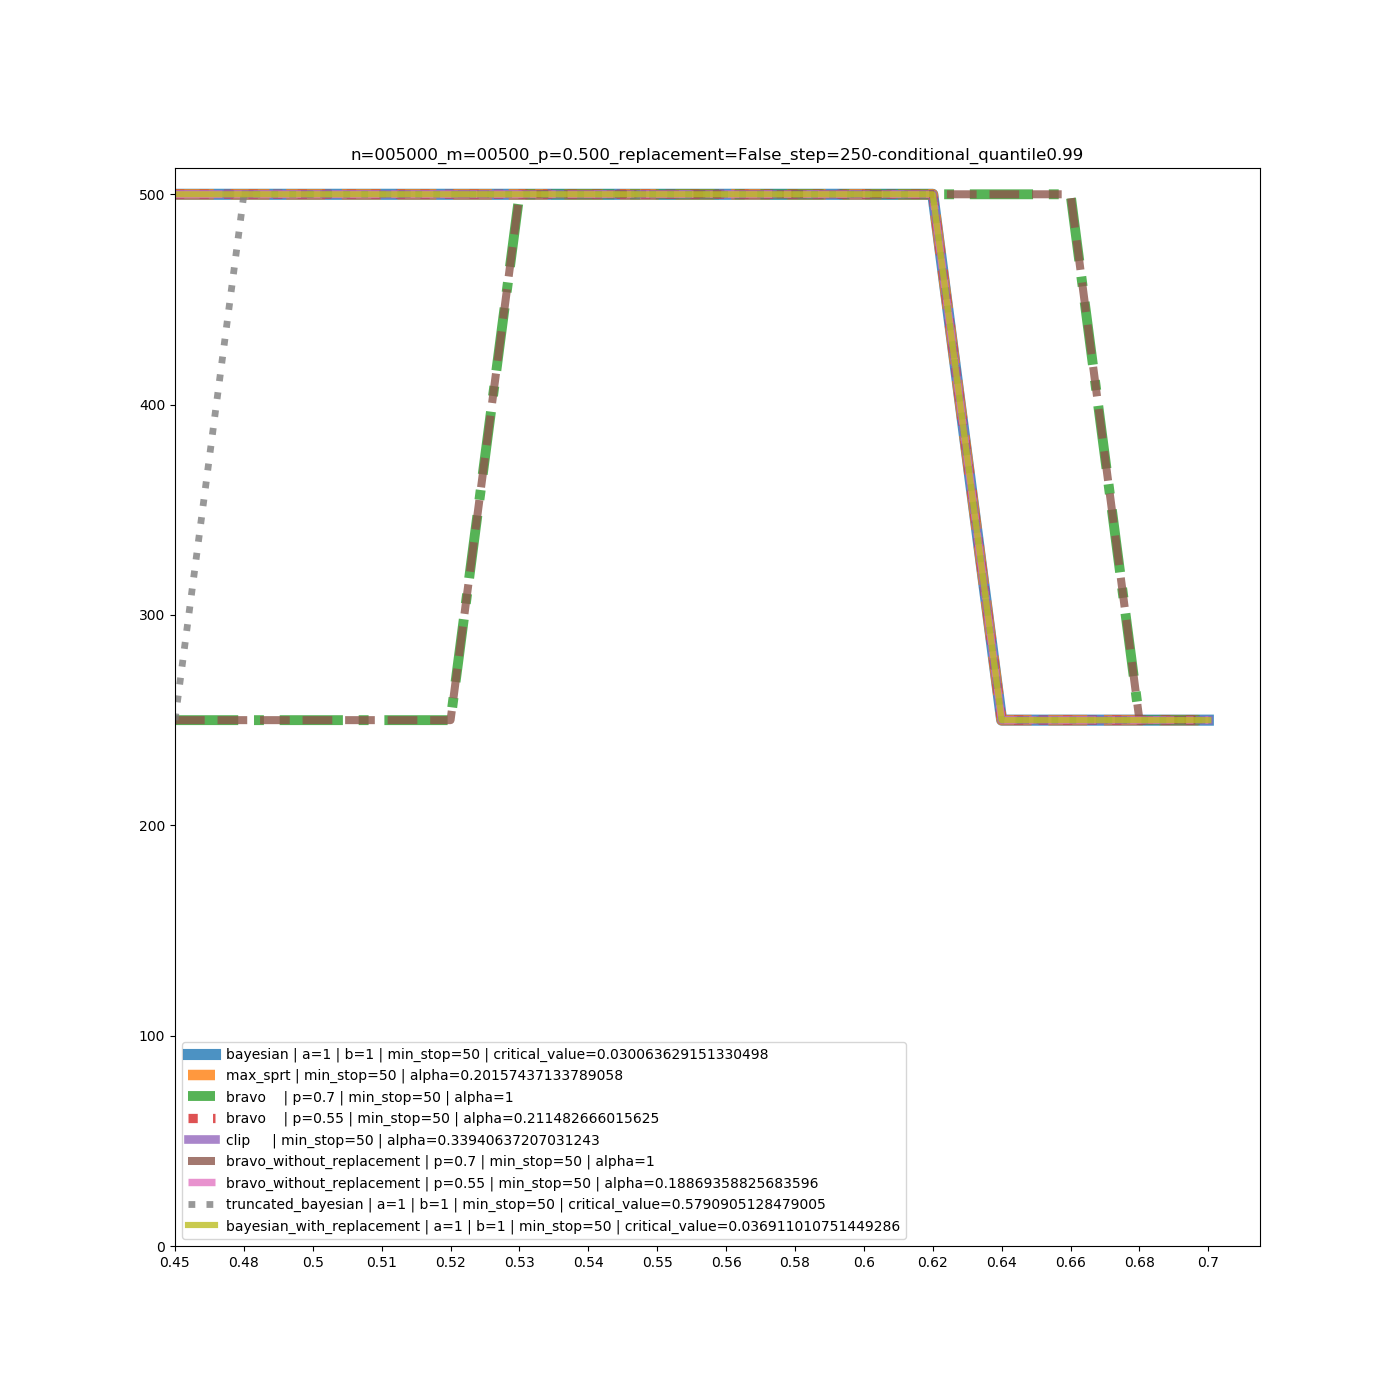 n=005000_m=00500_p=0.500_replacement=False_step=250-conditional_quantile0.99
500
400
300
200
100
0
bayesian | a=1 | b=1 | min_stop=50 | critical_value=0.030063629151330498
max_sprt | min_stop=50 | alpha=0.20157437133789058
bravo    | p=0.7 | min_stop=50 | alpha=1
bravo    | p=0.55 | min_stop=50 | alpha=0.211482666015625
clip     | min_stop=50 | alpha=0.33940637207031243
bravo_without_replacement | p=0.7 | min_stop=50 | alpha=1
bravo_without_replacement | p=0.55 | min_stop=50 | alpha=0.18869358825683596
truncated_bayesian | a=1 | b=1 | min_stop=50 | critical_value=0.5790905128479005
bayesian_with_replacement | a=1 | b=1 | min_stop=50 | critical_value=0.036911010751449286
0.45 0.48 0.5 0.51 0.52 0.53 0.54 0.55 0.56 0.58 0.6 0.62 0.64 0.66 0.68 0.7